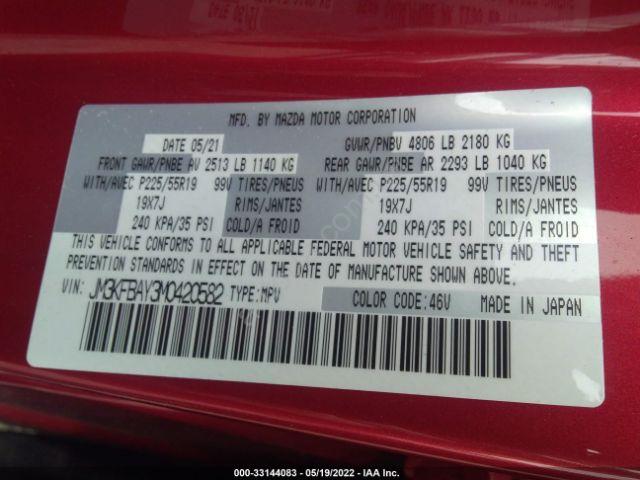 MFD. BY MAZDA MOTOR CORPORATION
DATE 05/21 GVWR/PNBV 4806 LB 2180 KG
FRONT GAWR/PNBE AV 2513 LB 1140 KG REAR GAWR/PNBE AR 2293 LB 1040 KG
WITH/AVEC P225/55R19 99V TIRES/PNEUS WITH/AVEC P225/55R19 99V TIRES/PNEUS
19X7J RIMS/JANTES 19X7J RIMS/JANTES
240 KPA/35 PSI COLD/A FROID 240 KPA/35 PSI COLD/A FROID
THIS VEHICLE CONFORMS TO ALL APPLICABLE FEDERAL MOTOR VEHICLE SAFETY AND THEFT
PREVENTION STANDARDS IN EFFECT ON THE DATE OF MANUFACTURE SHOWN ABOVE.
VIN: JM3KFBAY3M0420582 TYPE:MPV COLOR CODE:46V MADE IN JAPAN
000-33144083 - 05/19/2022 - IAA Inc.